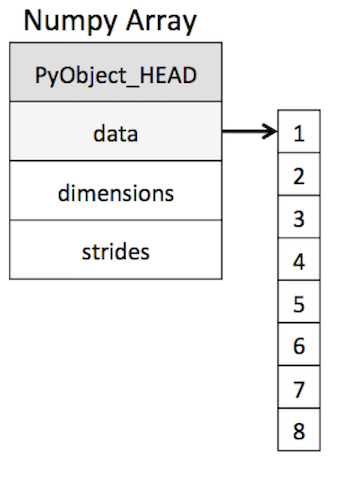 Numpy Array
PyObject_HEAD
data
dimensions
strides
1
2
3
4
5
6
7
8